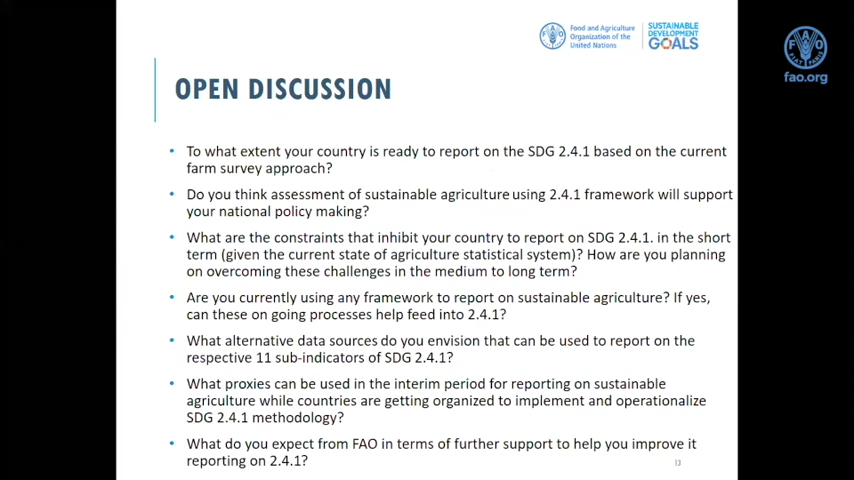 Food and Agriculture
Organization of the
United Nations
SUSTAINABLE
DEVELOPMENT
GOALS
FAO
FIAT PANIS
fao.org
OPEN DISCUSSION
• To what extent your country is ready to report on the SDG 2.4.1 based on the current
farm survey approach?
• Do you think assessment of sustainable agriculture using 2.4.1 framework will support
your national policy making?
• What are the constraints that inhibit your country to report on SDG 2.4.1. in the short
term (given the current state of agriculture statistical system)? How are you planning
on overcoming these challenges in the medium to long term?
• Are you currently using any framework to report on sustainable agriculture? If yes,
can these on going processes help feed into 2.4.1?
• What alternative data sources do you envision that can be used to report on the
respective 11 sub-indicators of SDG 2.4.1?
• What proxies can be used in the interim period for reporting on sustainable
agriculture while countries are getting organized to implement and operationalize
SDG 2.4.1 methodology?
• What do you expect from FAO in terms of further support to help you improve it
reporting on 2.4.1?
13